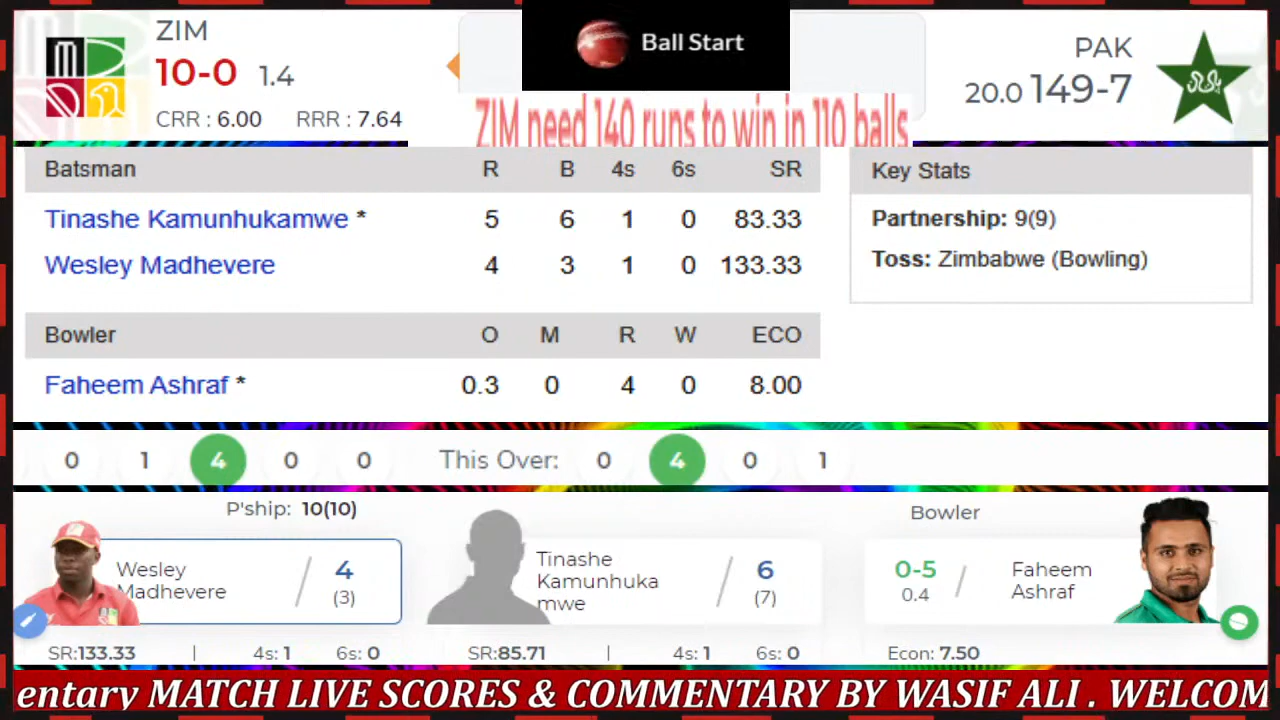 ZIM
10-0 1.4
CRR : 6.00 RRR : 7.64
Ball Start
ZIM need 140 runs to win in 110 balls
PAK
20.0 149-7
Batsman R B 4s 6s SR
Tinashe Kamunhukamwe * 5 6 1 0 83.33
Wesley Madhevere 4 3 1 0 133.33
Key Stats
Partnership: 9(9)
Toss: Zimbabwe (Bowling)
Bowler O M R W ECO
Faheem Ashraf * 0.3 0 4 0 8.00
0 1 4 0 0 This Over: 0 4 0 1
P'ship: 10(10)
Wesley
Madhevere
4
(3)
SR:133.33 | 4s: 1 6s: 0
Tinashe
Kamunhuka
mwe
6
(7)
SR:85.71 | 4s: 1 6s: 0
Bowler
0-5
0.4
Faheem
Ashraf
Econ: 7.50
entary MATCH LIVE SCORES & COMMENTARY BY WASIF ALI . WELCOM